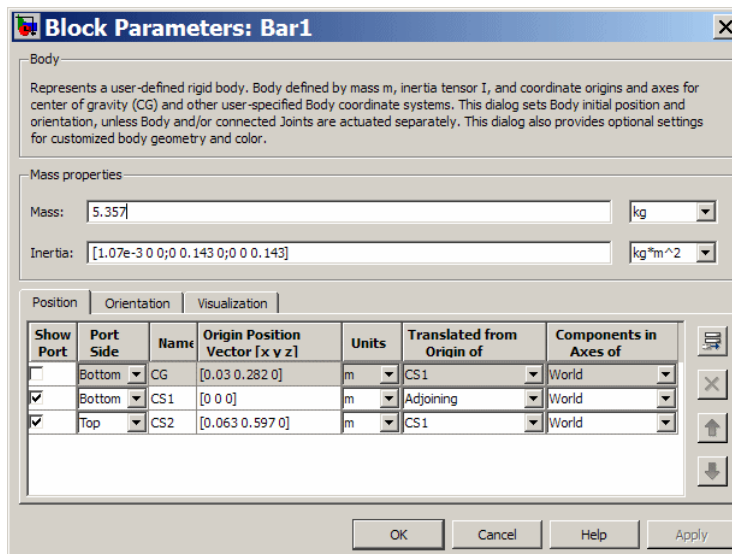 Block Parameters: Bar1
Body
Represents a user-defined rigid body. Body defined by mass m, inertia tensor I, and coordinate origins and axes for
center of gravity (CG) and other user-specified Body coordinate systems. This dialog sets Body initial position and
orientation, unless Body and/or connected Joints are actuated separately. This dialog also provides optional settings
for customized body geometry and color.
Mass properties
Mass: 5.357 kg
Inertia: [1.07e-3 0 0;0 0.143 0;0 0 0.143] kg*m^2
Position Orientation Visualization
Show Port Port Side Name Origin Position Vector [x y z] Units Translated from Origin of Components in Axes of
Bottom CG [0.03 0.282 0] m CS1 World
Bottom CS1 [0 0 0] m Adjoining World
Top CS2 [0.063 0.597 0] m CS1 World
OK Cancel Help Apply